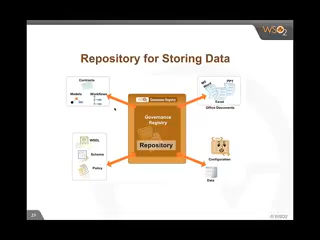 WSO2
Repository for Storing Data
Contracts
Models
Workflows
Governance Registry
Governance
Registry
Repository
Excel
Office Documents
WSDL
Schema
Policy
Configuration
Data
© WSO2